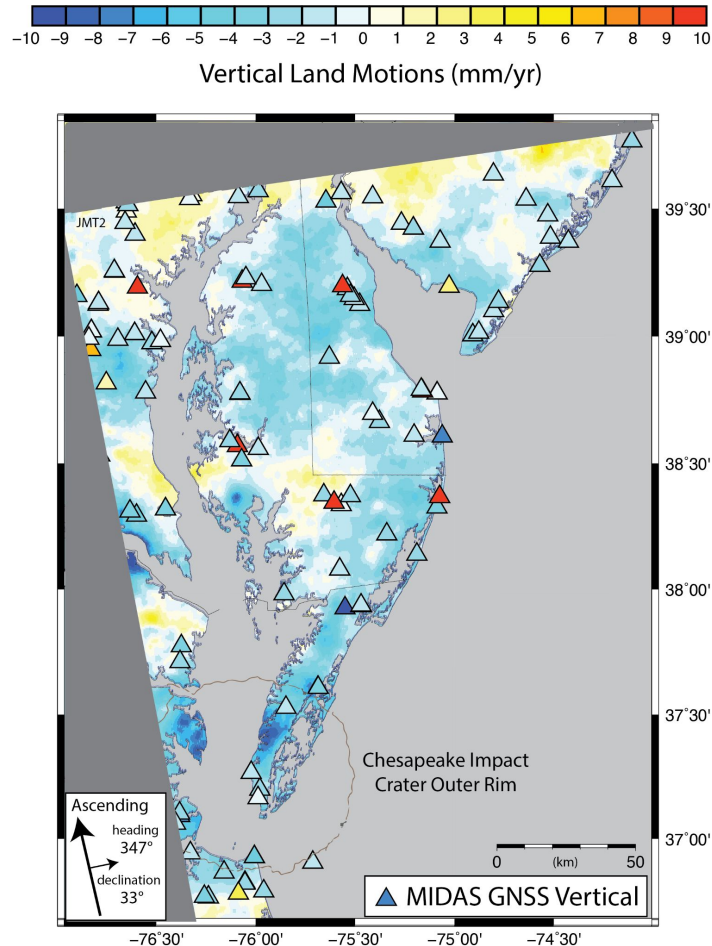 −10 −9 −8 −7 −6 −5 −4 −3 −2 −1 0 1 2 3 4 5 6 7 8 9 10
Vertical Land Motions (mm/yr)
JMT2
39˚30'
39˚00'
38˚30'
38˚00'
37˚30'
Chesapeake Impact
Crater Outer Rim
Ascending
heading
347°
declination
33°
37˚00'
0 (km) 50
MIDAS GNSS Vertical
−76˚30' −76˚00' −75˚30' −75˚00' −74˚30'